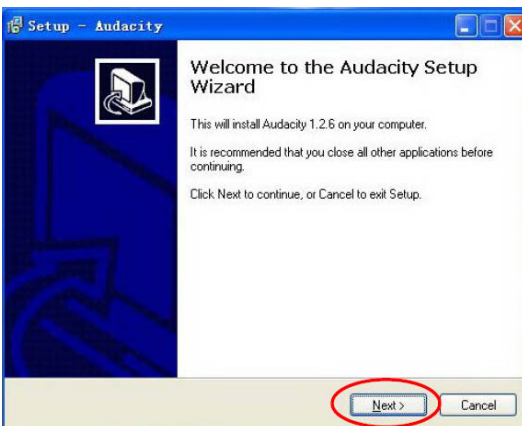 Setup - Audacity
Welcome to the Audacity Setup
Wizard
This will install Audacity 1.2.6 on your computer.
It is recommended that you close all other applications before
continuing.
Click Next to continue, or Cancel to exit Setup.
Next >
Cancel